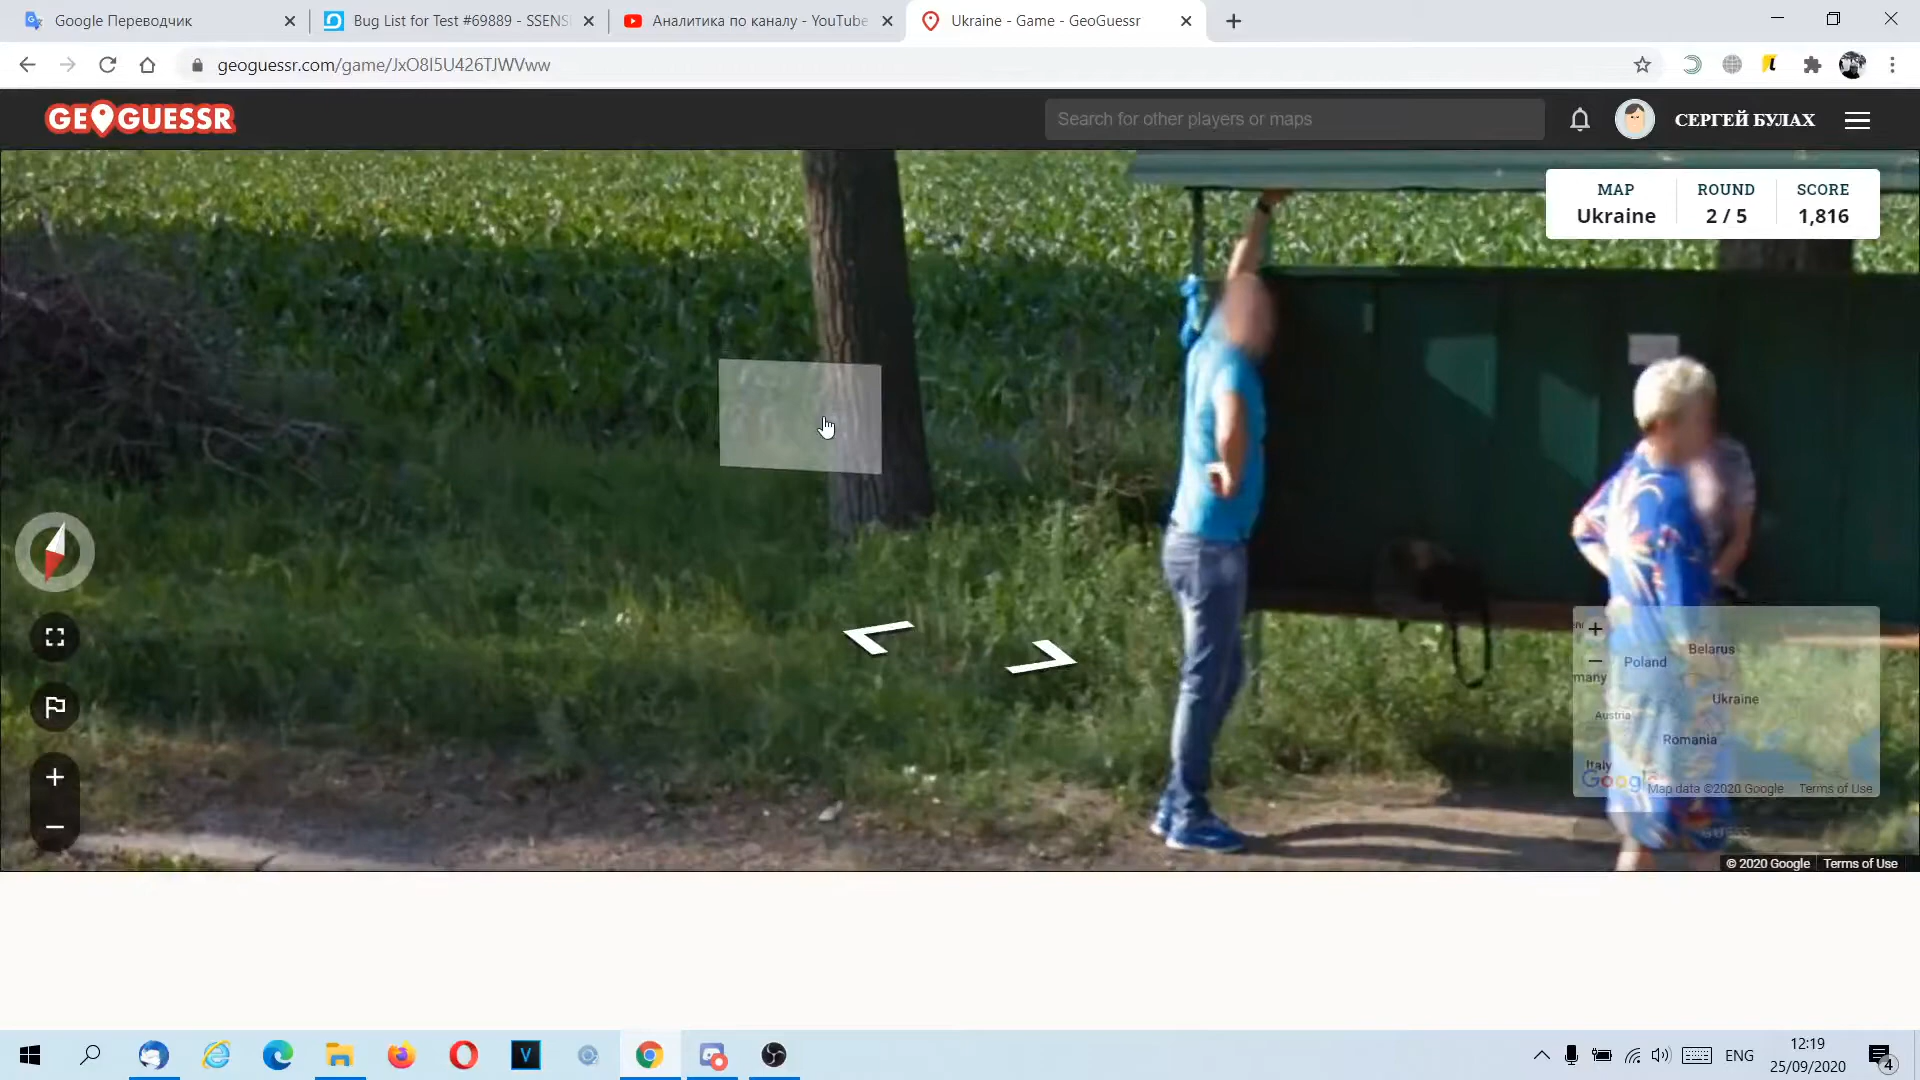 Google Переводчик
Bug List for Test #69889 - SSENS
Аналитика по каналу - YouTube
Ukraine - Game - GeoGuessr
geoguessr.com/game/JxO8I5U426TJWVww
GEOGUESSR
Search for other players or maps
СЕРГЕЙ БУЛАХ
MAP
Ukraine
ROUND
2 / 5
SCORE
1,816
+
−
Belarus
Poland
many
Ukraine
Austria
Romania
Italy
Google
Map data ©2020 Google
Terms of Use
GUESS
© 2020 Google
Terms of Use
+
−
ENG
12:19
25/09/2020
4